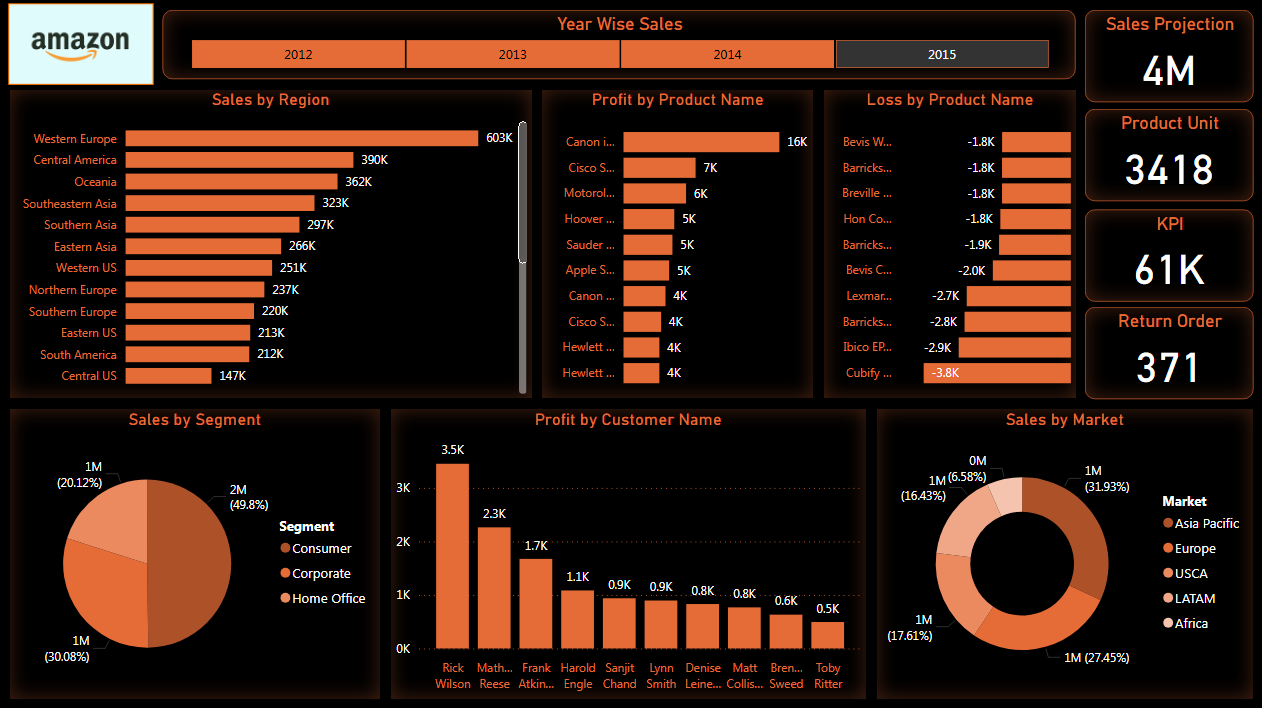 amazon
Year Wise Sales
2012
2013
2014
2015
Sales Projection
4M
Product Unit
3418
KPI
61K
Return Order
371
Sales by Region
Western Europe 603K
Central America 390K
Oceania 362K
Southeastern Asia 323K
Southern Asia 297K
Eastern Asia 266K
Western US 251K
Northern Europe 237K
Southern Europe 220K
Eastern US 213K
South America 212K
Central US 147K
Profit by Product Name
Canon i... 16K
Cisco S... 7K
Motorol... 6K
Hoover ... 5K
Sauder ... 5K
Apple S... 5K
Canon ... 4K
Cisco S... 4K
Hewlett ... 4K
Hewlett ... 4K
Loss by Product Name
Bevis W... -1.8K
Barricks... -1.8K
Breville ... -1.8K
Hon Co... -1.8K
Barricks... -1.9K
Bevis C... -2.0K
Lexmar... -2.7K
Barricks... -2.8K
Ibico EP... -2.9K
Cubify ... -3.8K
Sales by Segment
1M
(20.12%)
2M
(49.8%)
1M
(30.08%)
Segment
Consumer
Corporate
Home Office
Profit by Customer Name
3K
2K
1K
0K
3.5K
2.3K
1.7K
1.1K
0.9K
0.9K
0.8K
0.8K
0.6K
0.5K
Rick
Wilson
Math...
Reese
Frank
Atkin...
Harold
Engle
Sanjit
Chand
Lynn
Smith
Denise
Leine...
Matt
Collis...
Bren...
Sweed
Toby
Ritter
Sales by Market
0M
(6.58%)
1M
(31.93%)
1M
(16.43%)
1M
(17.61%)
1M (27.45%)
Market
Asia Pacific
Europe
USCA
LATAM
Africa